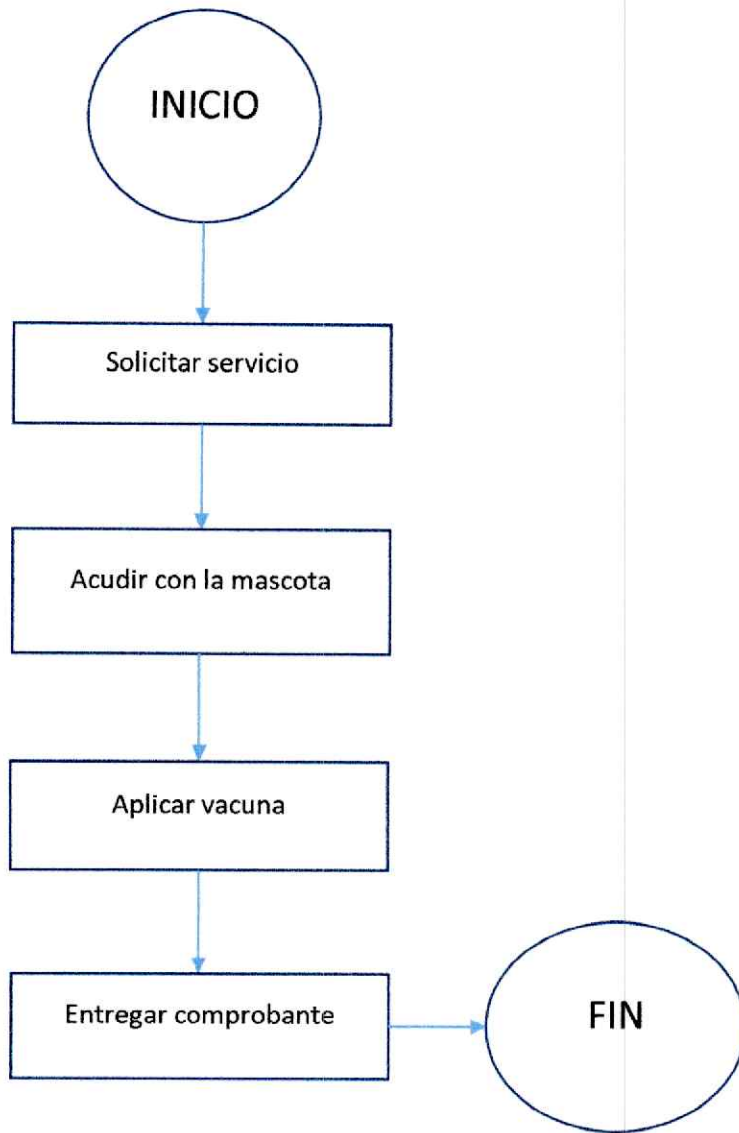 INICIO
Solicitar servicio
Acudir con la mascota
Aplicar vacuna
Entregar comprobante
FIN